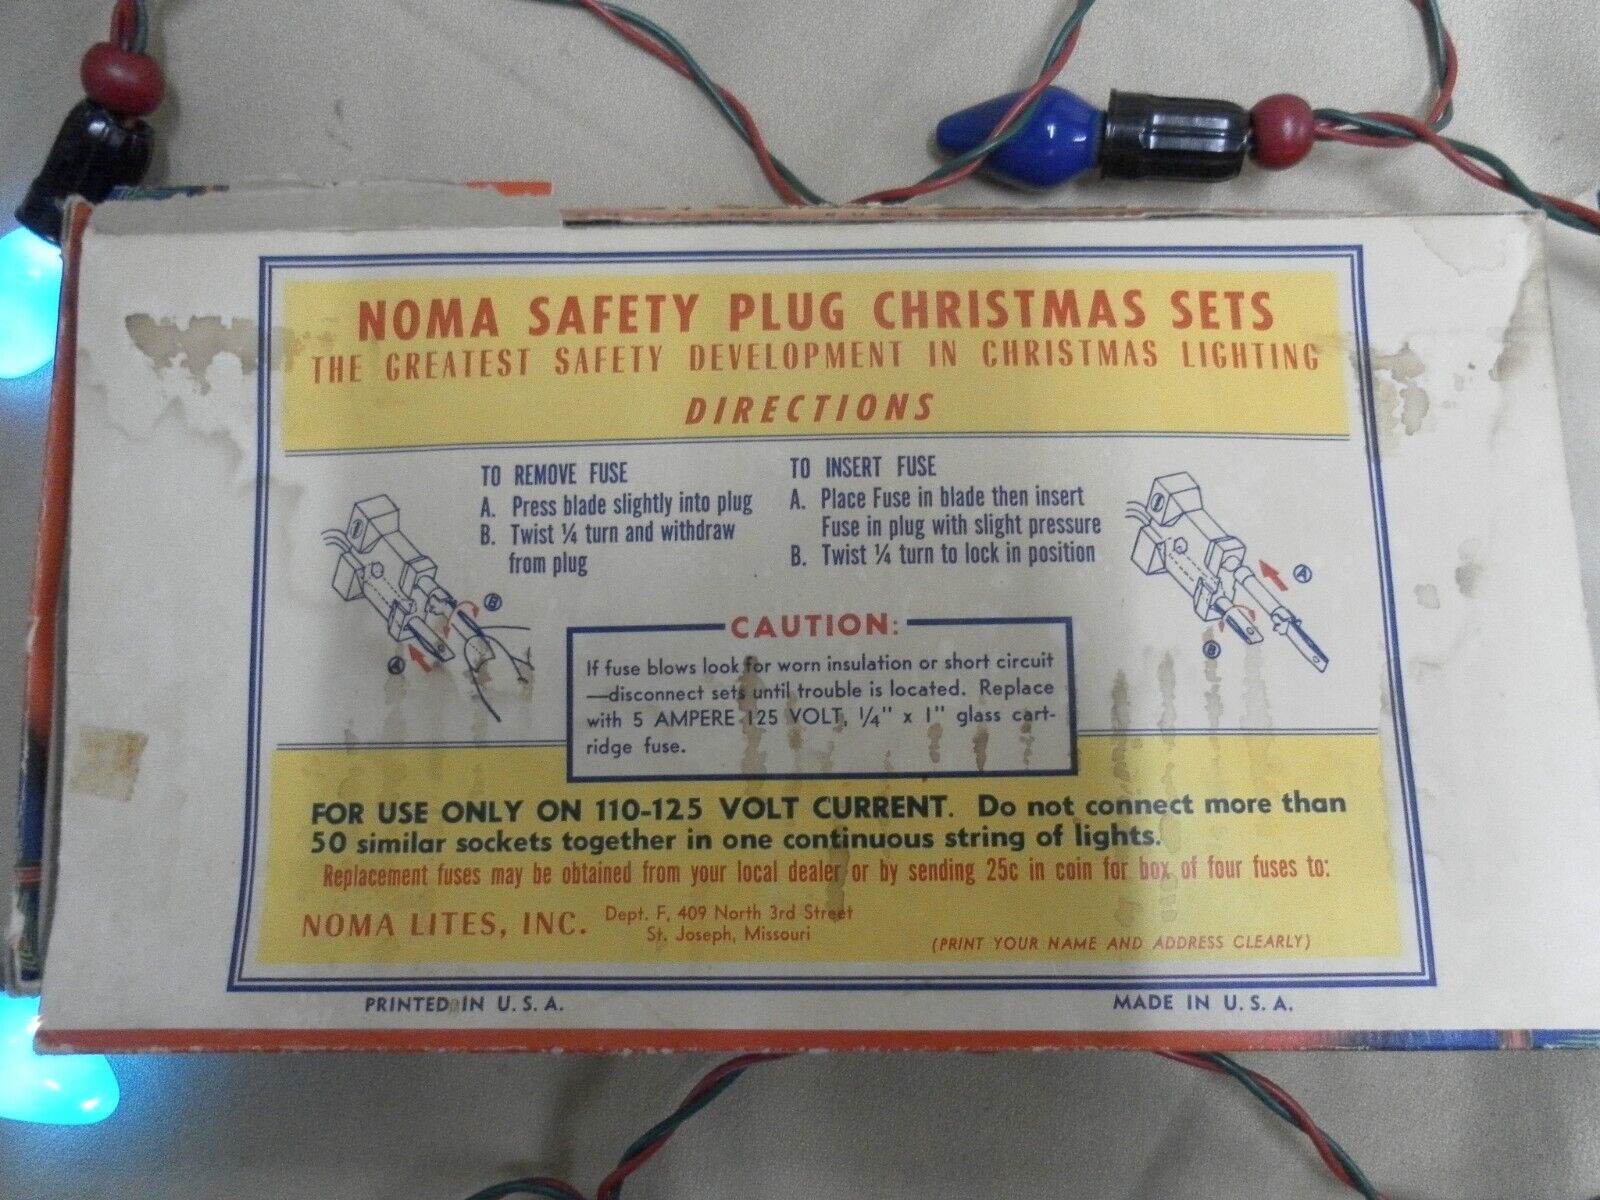 NOMA SAFETY PLUG CHRISTMAS SETS
THE GREATEST SAFETY DEVELOPMENT IN CHRISTMAS LIGHTING
DIRECTIONS
TO REMOVE FUSE
A. Press blade slightly into plug
B. Twist ¼ turn and withdraw
from plug
TO INSERT FUSE
A. Place Fuse in blade then insert
Fuse in plug with slight pressure
B. Twist ¼ turn to lock in position
B
A
A
B
CAUTION:
If fuse blows look for worn insulation or short circuit
—disconnect sets until trouble is located. Replace
with 5 AMPERE 125 VOLT, 1/4" x 1" glass cart-
ridge fuse.
FOR USE ONLY ON 110-125 VOLT CURRENT. Do not connect more than
50 similar sockets together in one continuous string of lights.
Replacement fuses may be obtained from your local dealer or by sending 25c in coin for box of four fuses to:
NOMA LITES, INC. Dept. F, 409 North 3rd Street
St. Joseph, Missouri
(PRINT YOUR NAME AND ADDRESS CLEARLY)
PRINTED IN U. S. A.
MADE IN U. S. A.